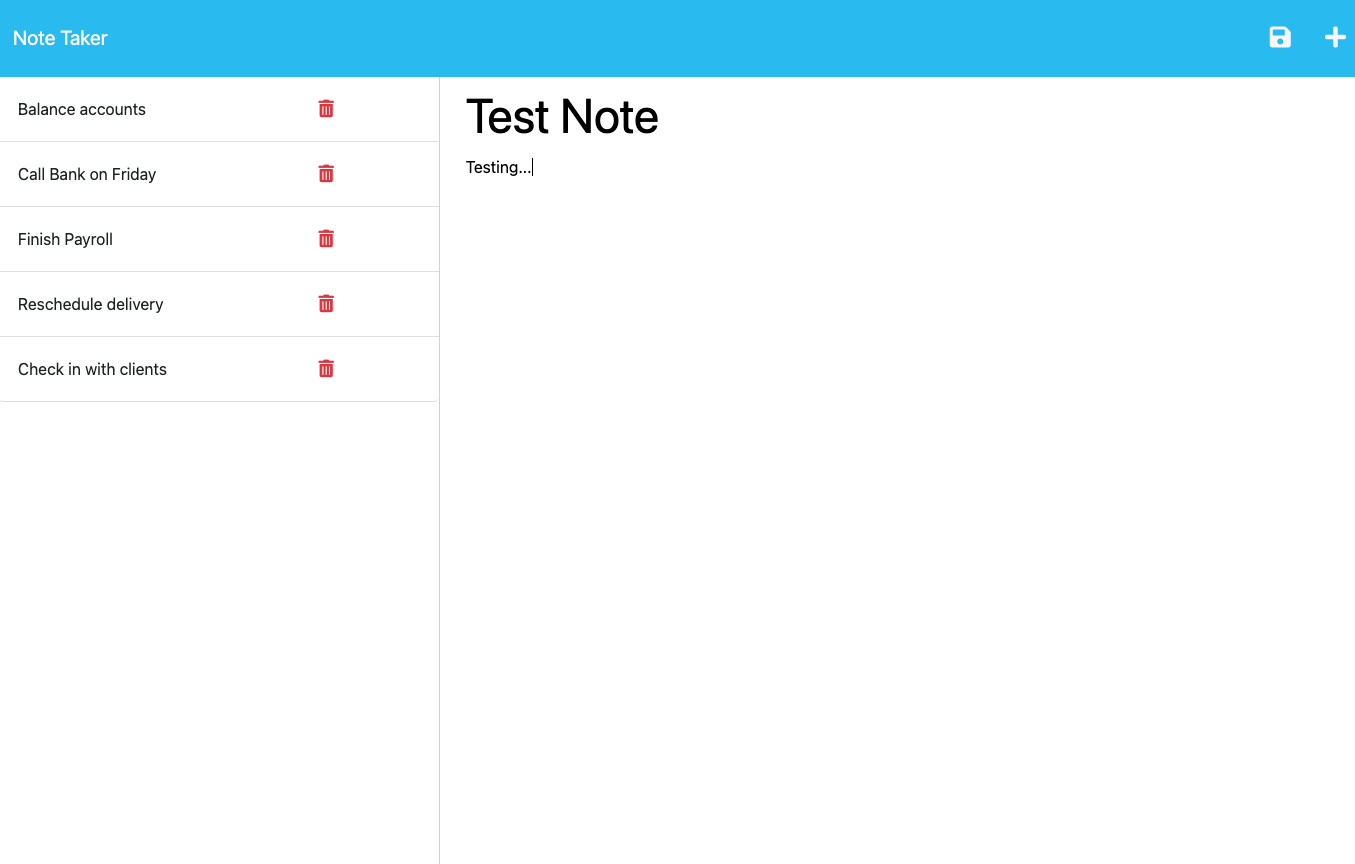 Note Taker
Balance accounts
Call Bank on Friday
Finish Payroll
Reschedule delivery
Check in with clients
Test Note
Testing...